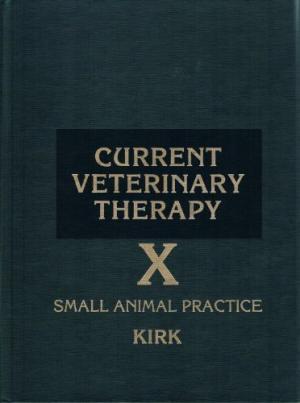 CURRENT
VETERINARY
THERAPY
X
SMALL ANIMAL PRACTICE
KIRK